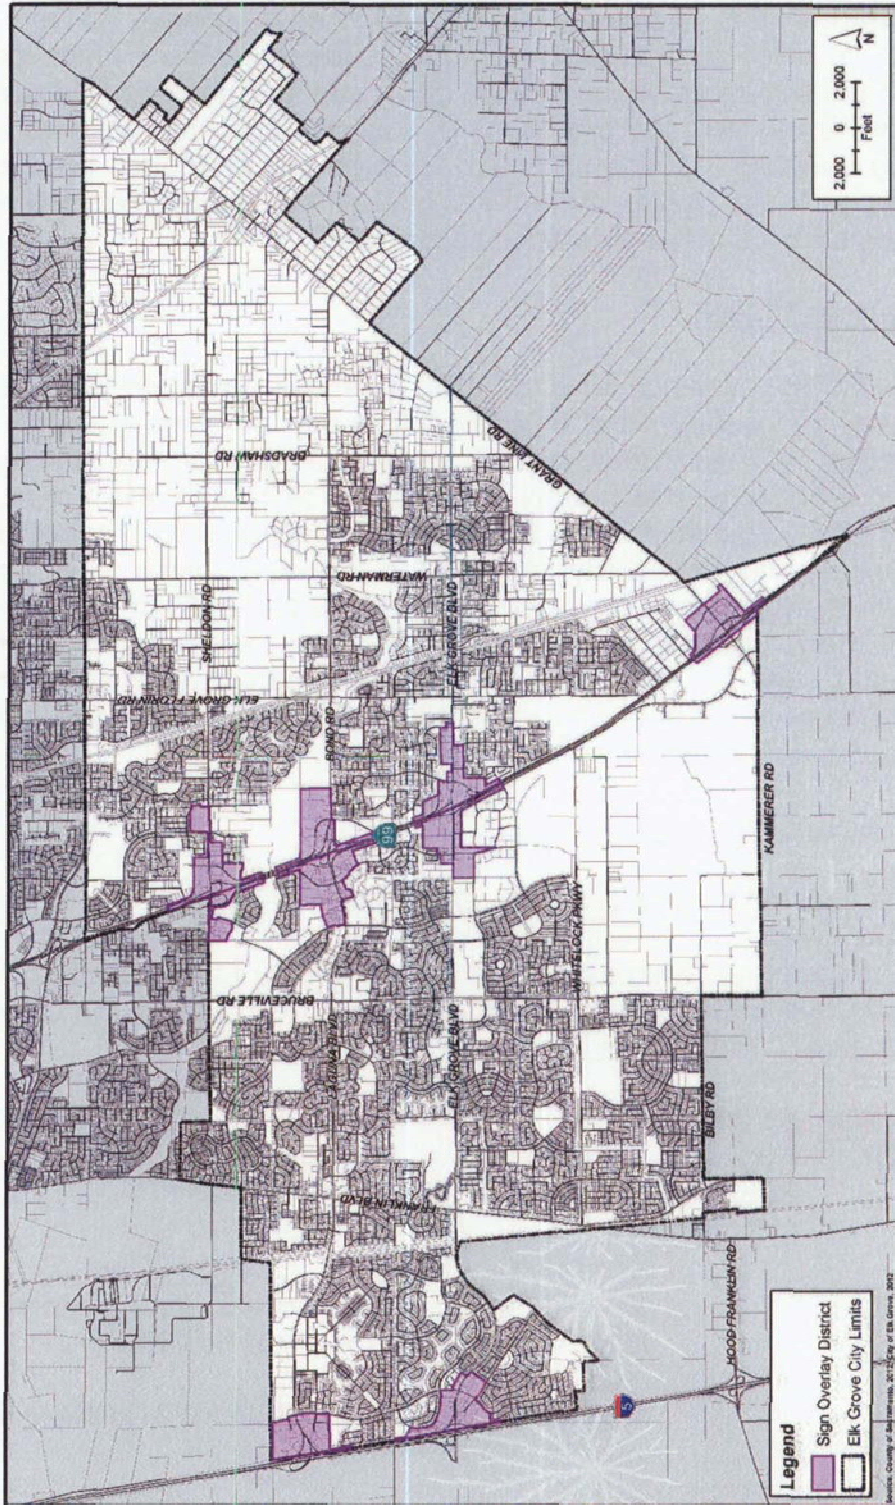 SHELDON RD
BRADSHAW RD
ELK GROVE FLORIN RD
WATERMAN RD
GRANT LINE RD
BRUCEVILLE RD
BOND RD
LAGUNA BLVD
99
FRANKLIN BLVD
ELK GROVE BLVD
ELK GROVE BLVD
WHITELOCK PKWY
BILBY RD
KAMMERER RD
HOOD FRANKLIN RD
5
Legend
Sign Overlay District
Elk Grove City Limits
2,000 0 2,000
Feet
N